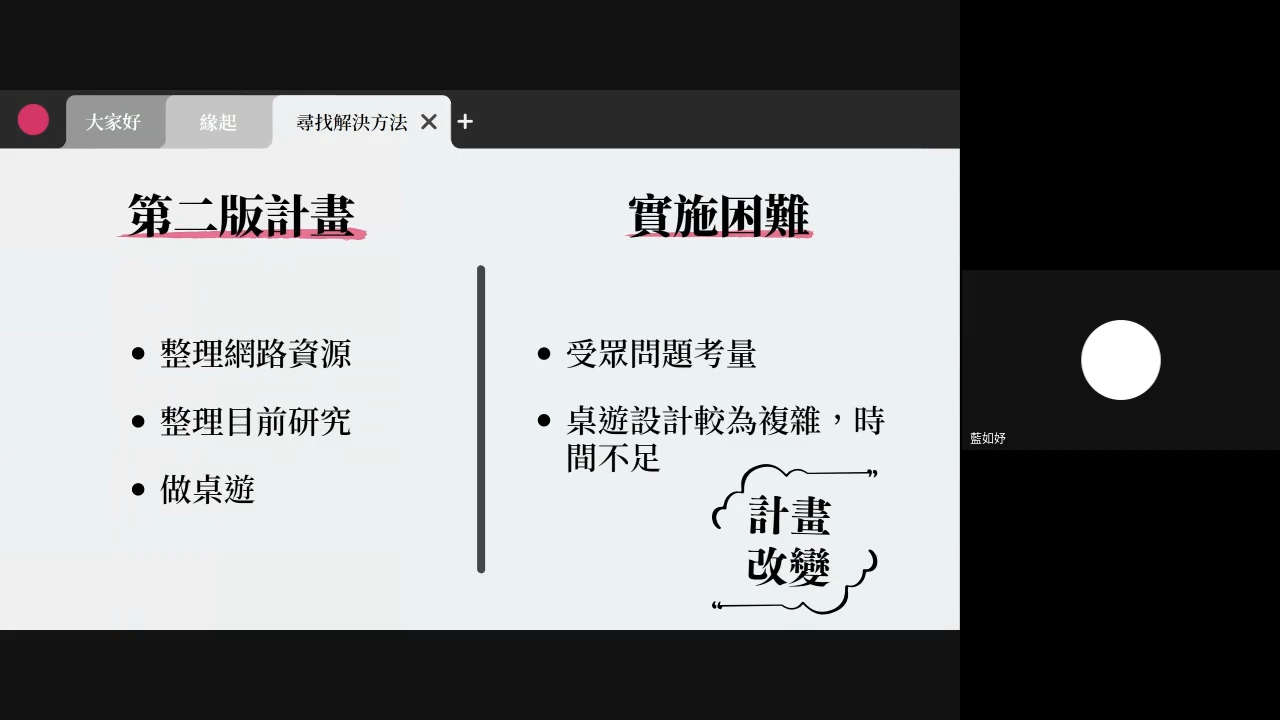 大家好
緣起
尋找解決方法
第二版計畫
整理網路資源
整理目前研究
做桌遊
實施困難
受眾問題考量
桌遊設計較為複雜，時
間不足
計畫
改變
藍如妤